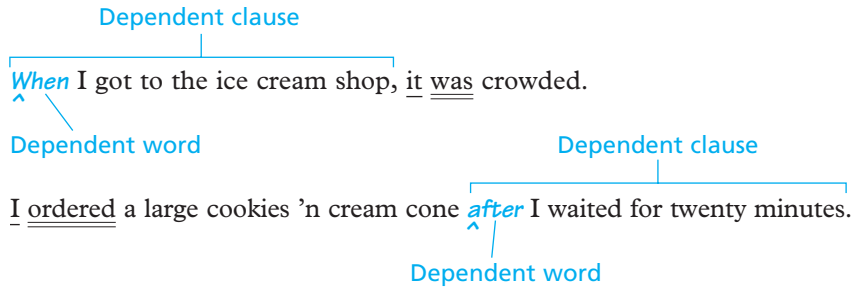 Dependent clause
When I got to the ice cream shop, it was crowded.
Dependent word
Dependent clause
I ordered a large cookies ’n cream cone after I waited for twenty minutes.
Dependent word